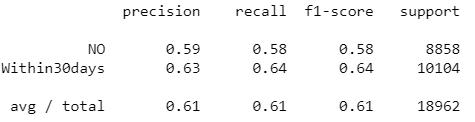 precision recall f1-score support
NO 0.59 0.58 0.58 8858
Within30days 0.63 0.64 0.64 10104
avg / total 0.61 0.61 0.61 18962